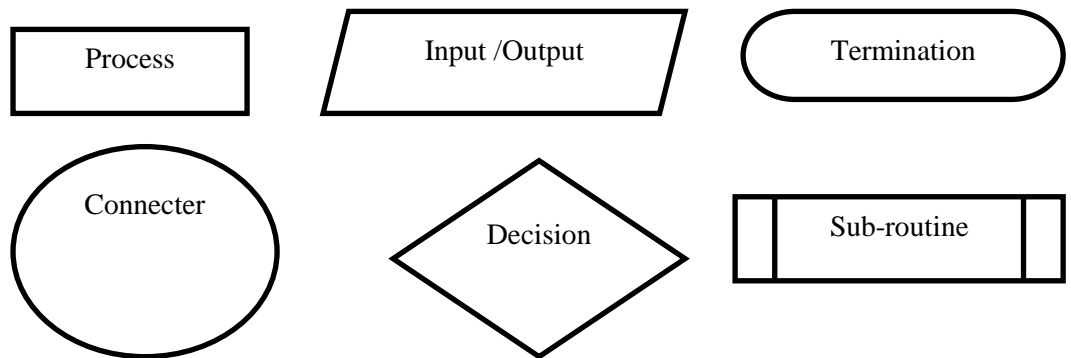 Process
Input /Output
Termination
Connecter
Decision
Sub-routine